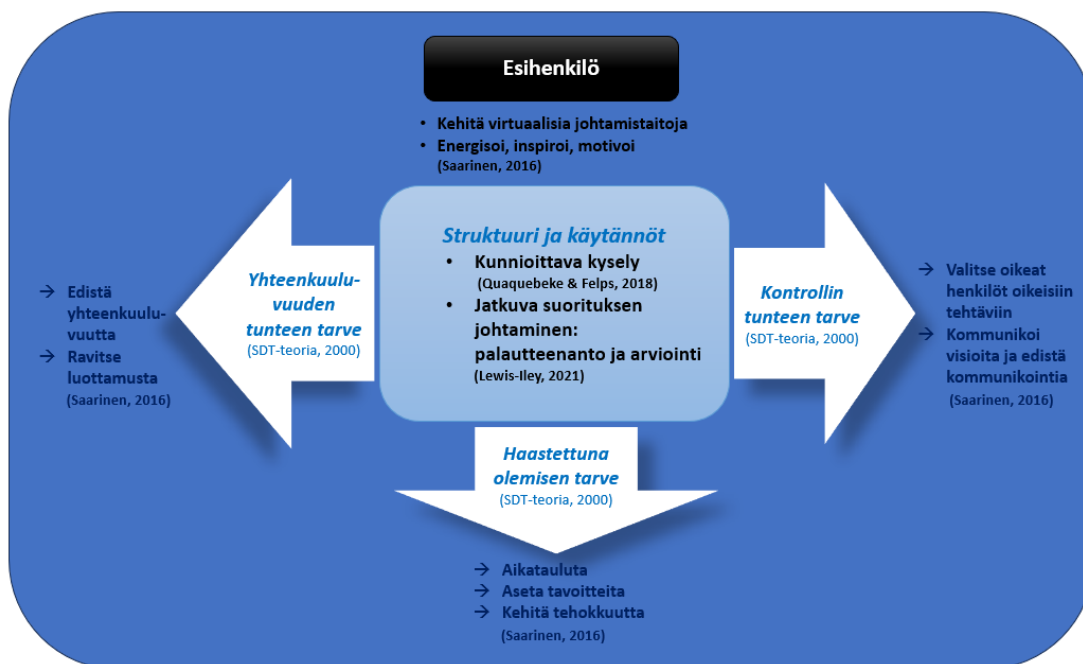 Esihenkilö
• Kehitä virtuaalisia johtamistaitoja
• Energisoi, inspiroi, motivoi
(Saarinen, 2016)
Struktuuri ja käytännöt
• Kunnioittava kysely
(Quaquebeke & Felps, 2018)
• Jatkuva suorituksen
johtaminen:
palautteenanto ja arviointi
(Lewis-Iley, 2021)
Yhteenkuulu-
vuuden
tunteen tarve
(SDT-teoria, 2000)
→ Edistä
yhteenkuulu-
vuutta
→ Ravitse
luottamusta
(Saarinen, 2016)
Kontrollin
tunteen tarve
(SDT-teoria, 2000)
→ Valitse oikeat
henkilöt oikeisiin
tehtäviin
→ Kommunikoi
visioita ja edistä
kommunikointia
(Saarinen, 2016)
Haastettuna
olemisen tarve
(SDT-teoria, 2000)
→ Aikatauluta
→ Aseta tavoitteita
→ Kehitä tehokkuutta
(Saarinen, 2016)